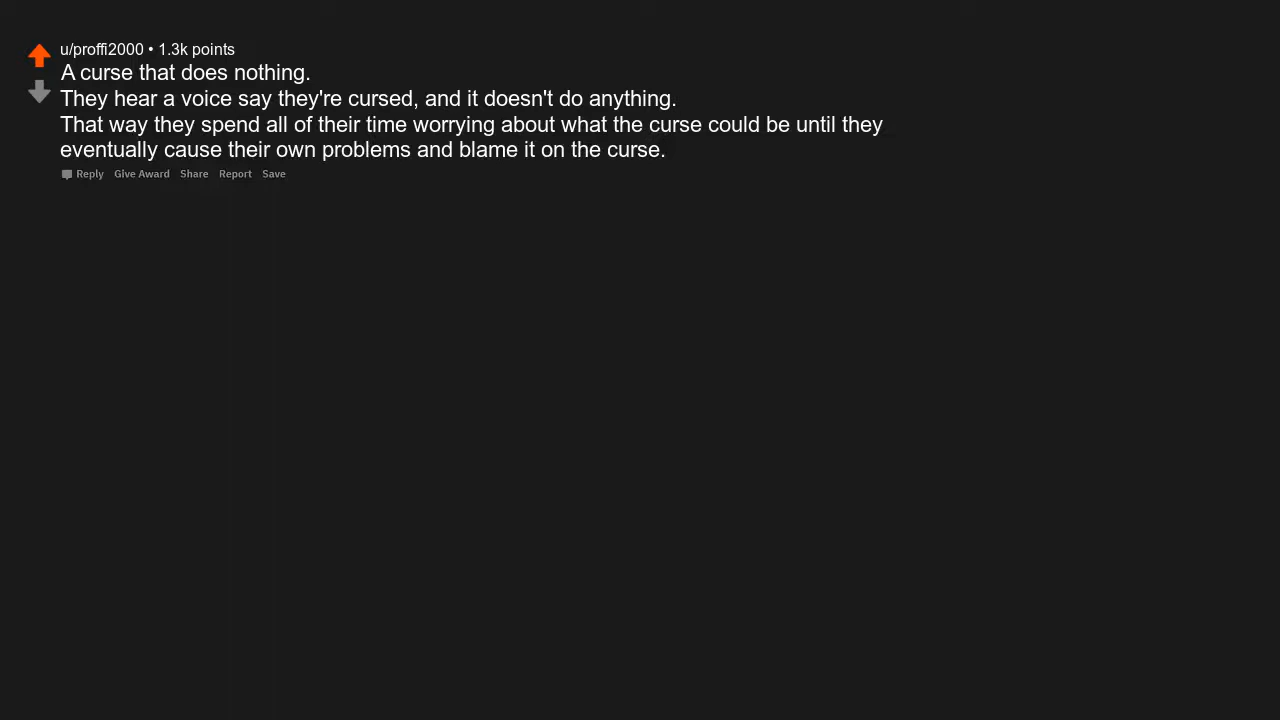 u/proffi2000 • 1.3k points
A curse that does nothing.
They hear a voice say they're cursed, and it doesn't do anything.
That way they spend all of their time worrying about what the curse could be until they
eventually cause their own problems and blame it on the curse.
Reply Give Award Share Report Save